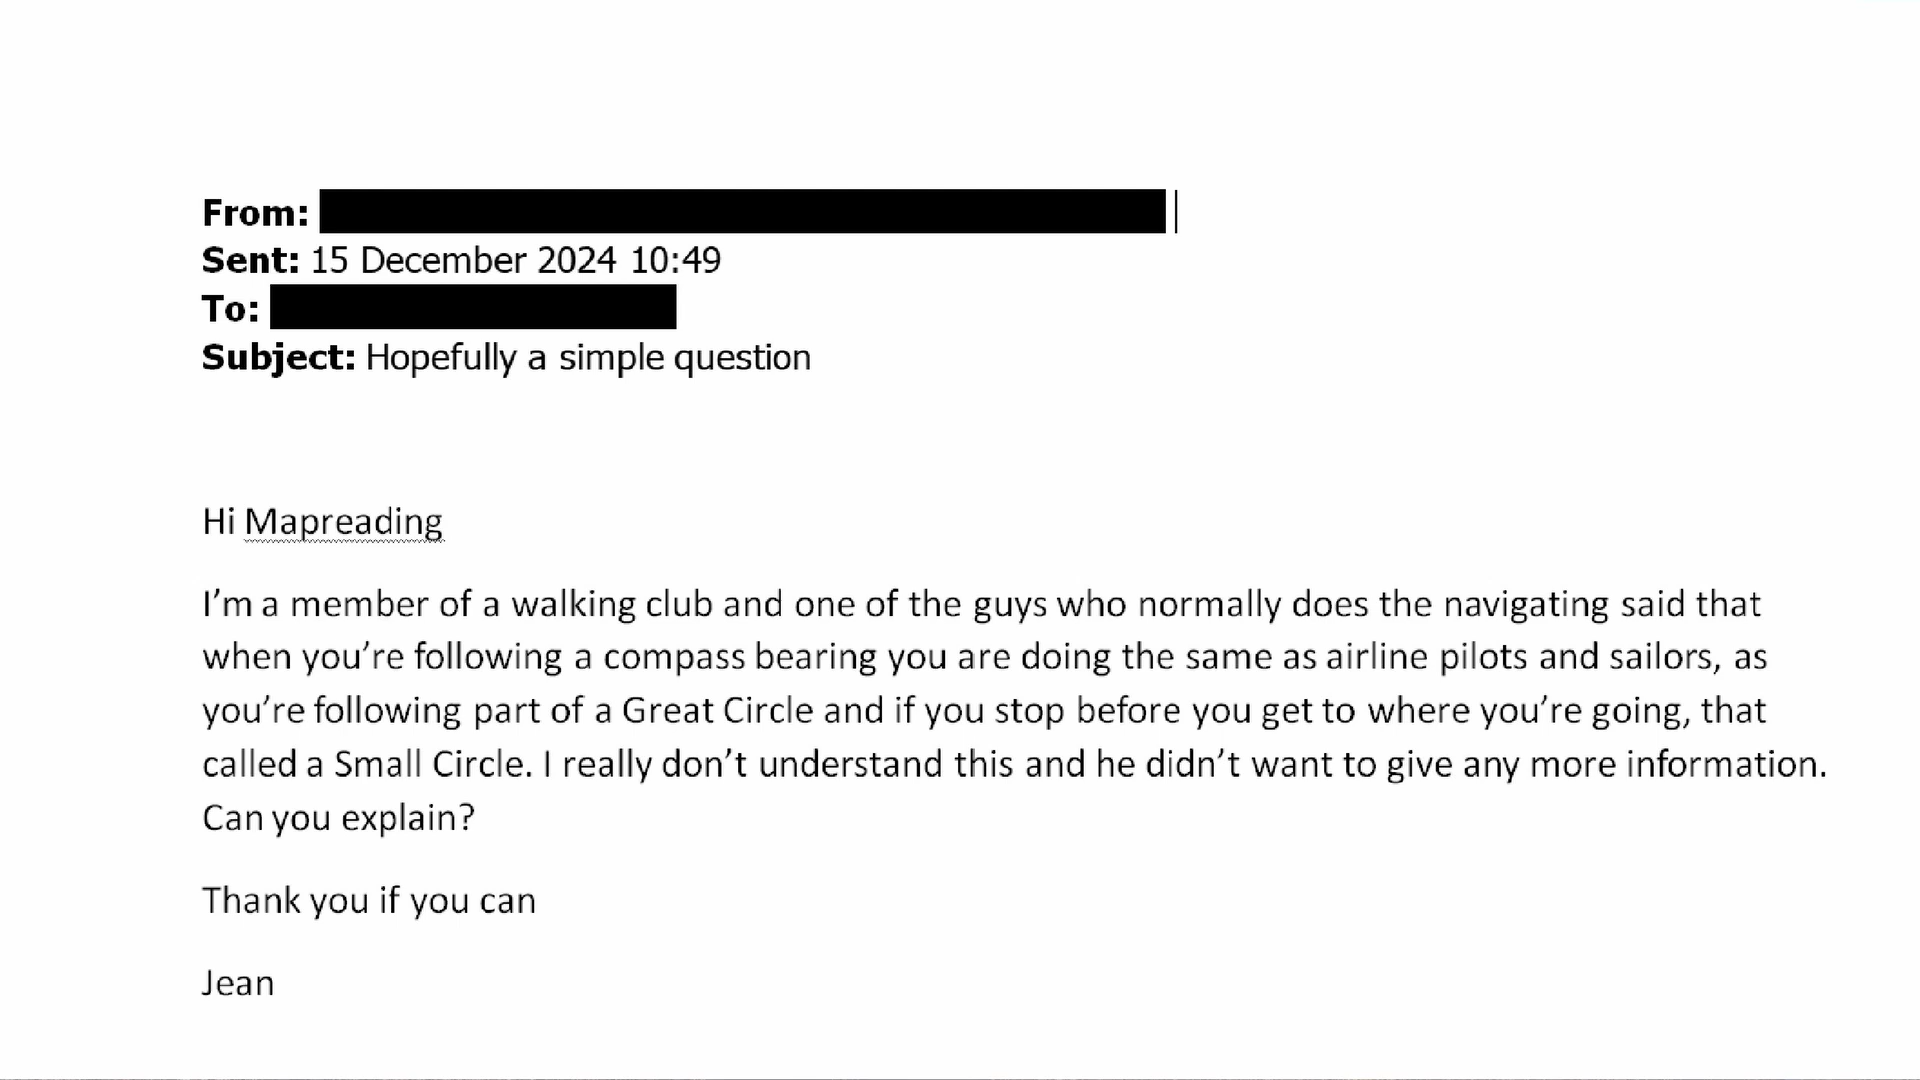 From:
Sent: 15 December 2024 10:49
To:
Subject: Hopefully a simple question
Hi Mapreading
I’m a member of a walking club and one of the guys who normally does the navigating said that
when you’re following a compass bearing you are doing the same as airline pilots and sailors, as
you’re following part of a Great Circle and if you stop before you get to where you’re going, that
called a Small Circle. I really don’t understand this and he didn’t want to give any more information.
Can you explain?
Thank you if you can
Jean